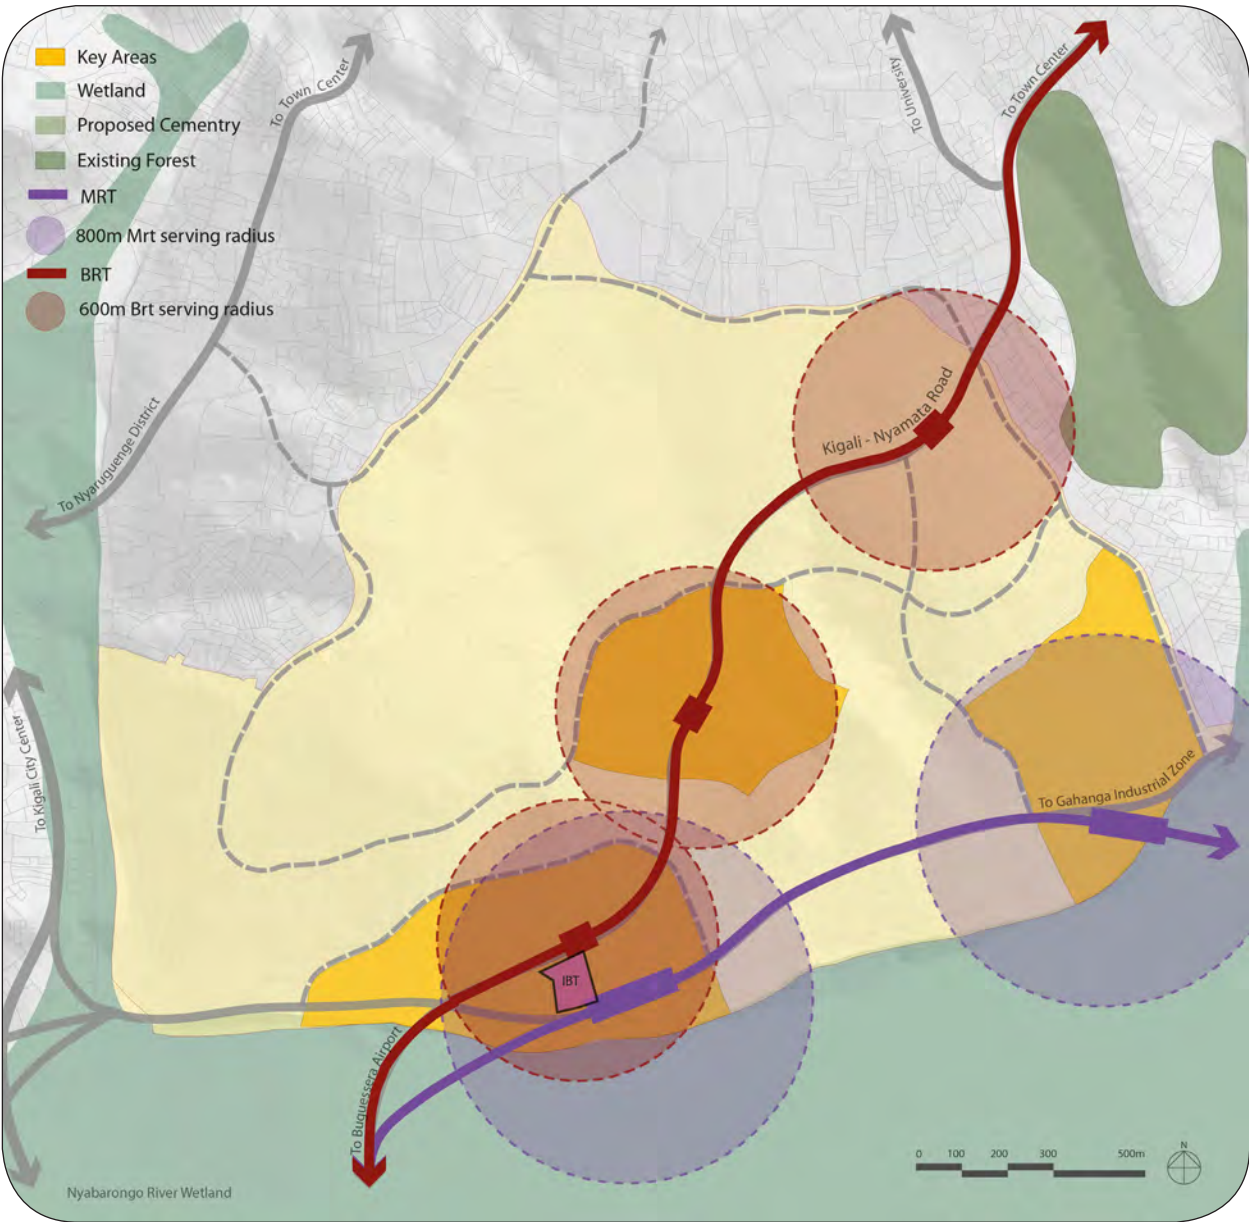 Key Areas
Wetland
Proposed Cementry
Existing Forest
MRT
800m Mrt serving radius
BRT
600m Brt serving radius
To Town Center
To University
To Town Center
Kigali - Nyamata Road
To Nyaruguenge District
To Kigali City Center
To Gahanga Industrial Zone
IBT
To Buquessera Airport
Nyabarongo River Wetland
0 100 200 300 500m
N